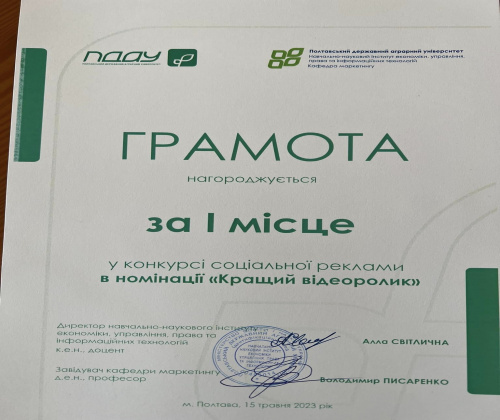 ПДАУ
Полтавський державний аграрний університет
Навчально-науковий інститут економіки, управління,
права та інформаційних технологій
Кафедра маркетингу
ГРАМОТА
нагороджується
за І місце
у конкурсі соціальної реклами
в номінації «Кращий відеоролик»
Директор навчально-наукового інституту
економіки, управління, права та
інформаційних технологій
к.е.н., доцент
Алла СВІТЛИЧНА
Завідувач кафедри маркетингу
д.е.н., професор
Володимир ПИСАРЕНКО
м. Полтава, 15 травня 2023 рік